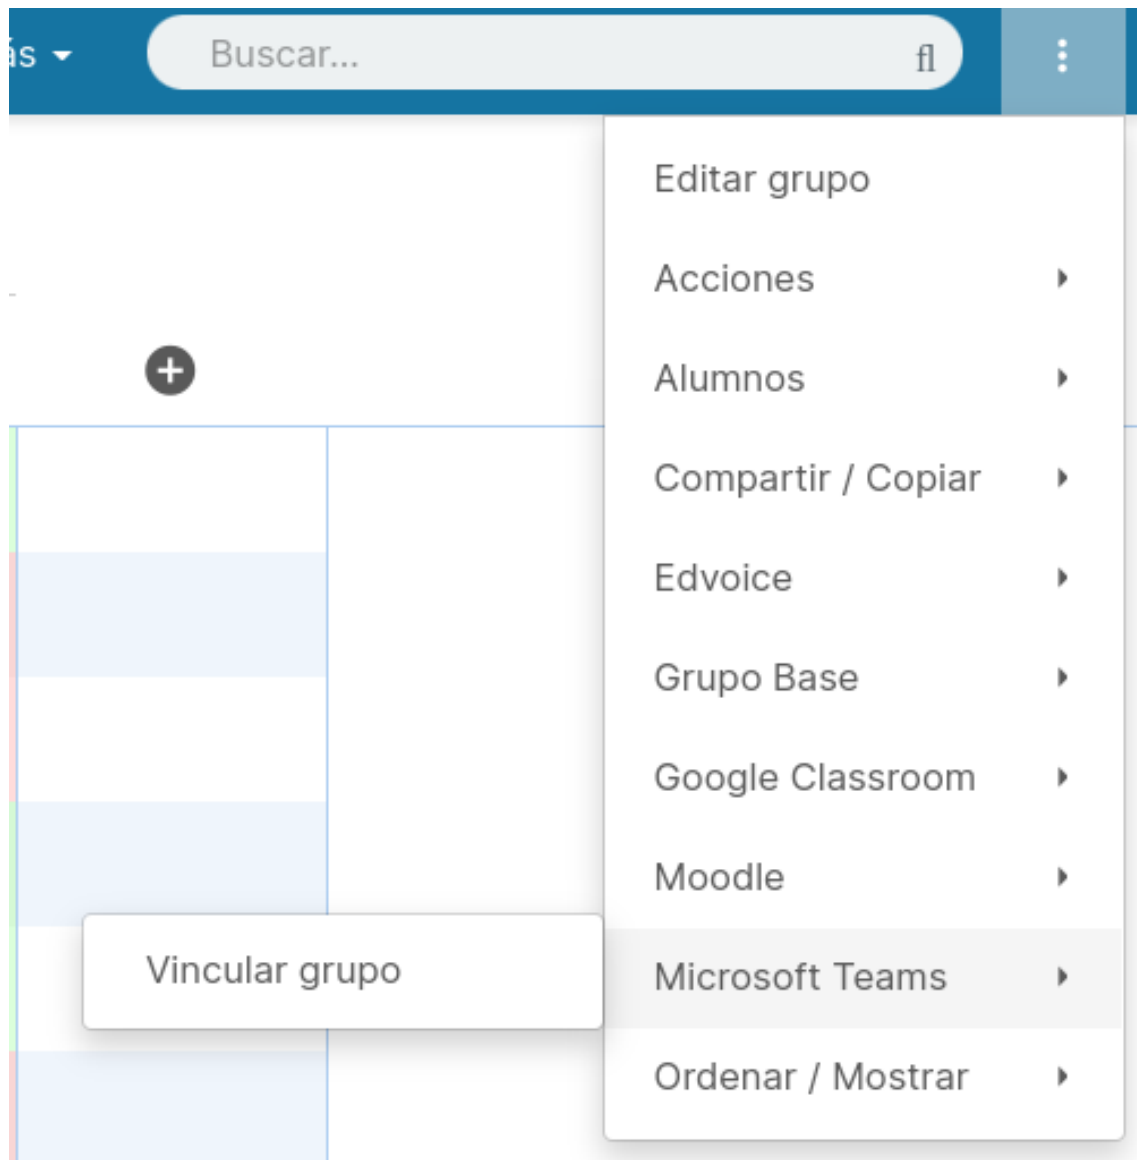 ás
Buscar...
Editar grupo
Acciones
Alumnos
Compartir / Copiar
Edvoice
Grupo Base
Google Classroom
Moodle
Vincular grupo
Microsoft Teams
Ordenar / Mostrar